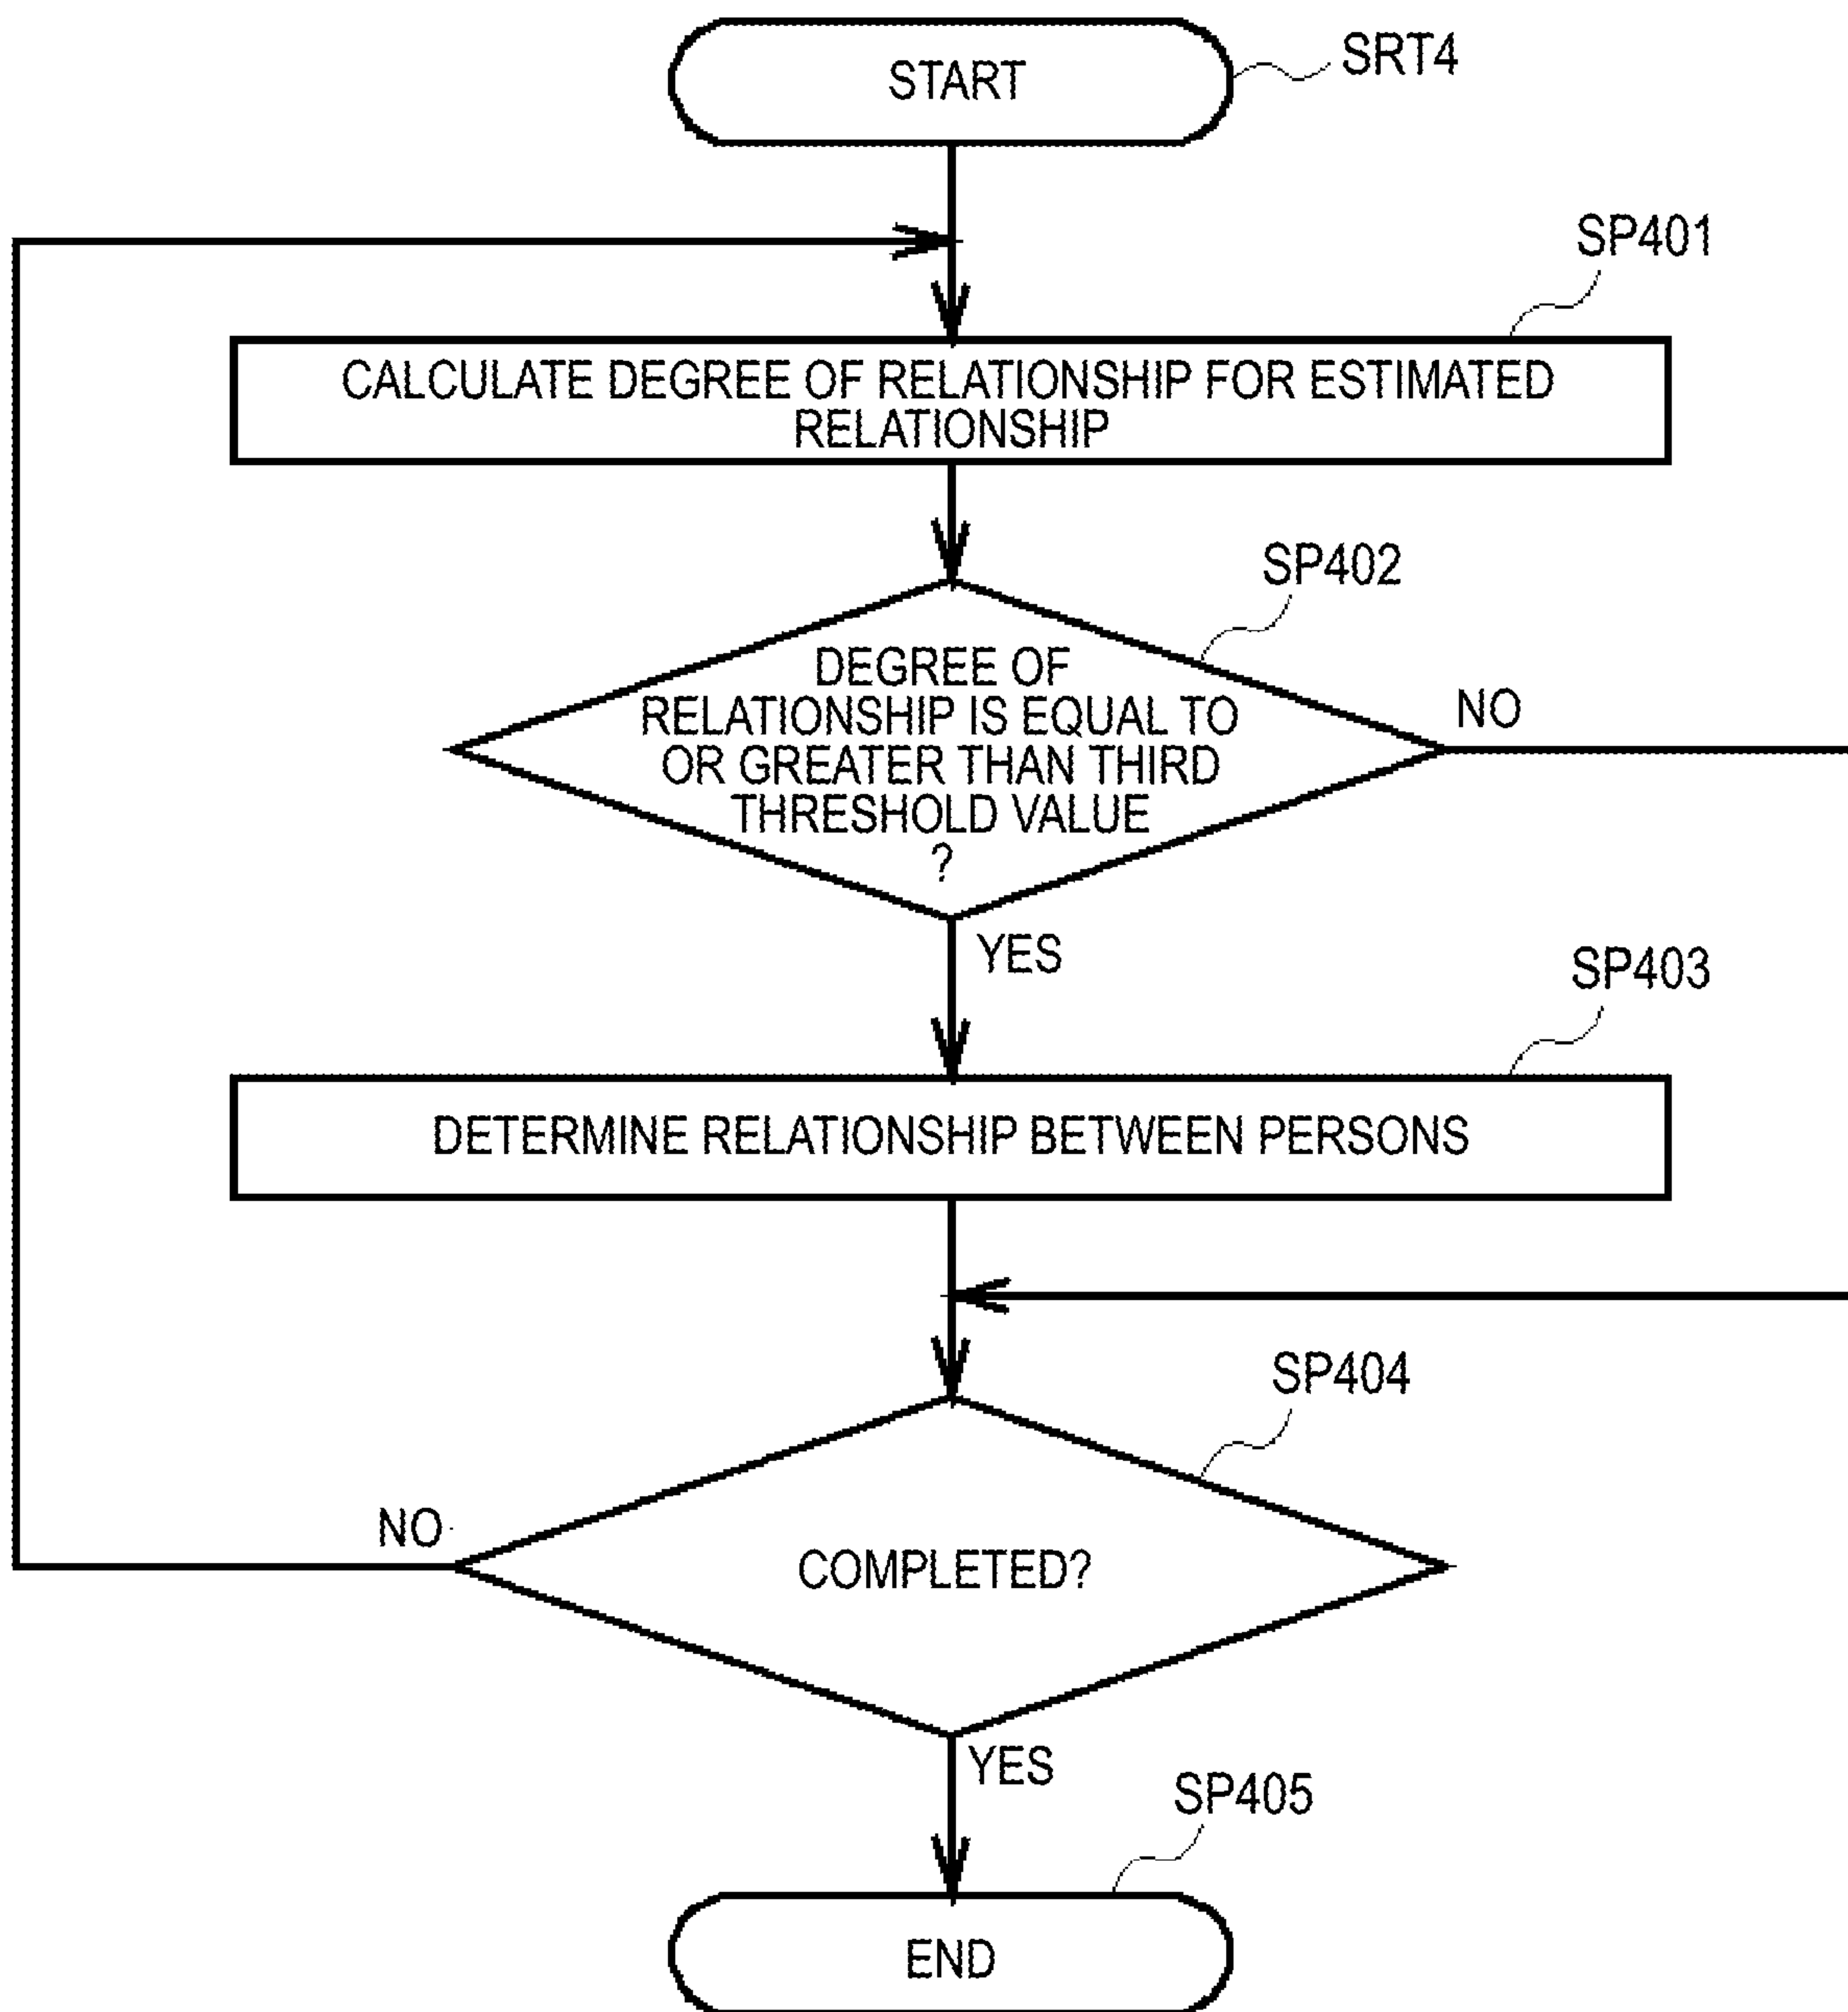 START
SRT4
SP401
CALCULATE DEGREE OF RELATIONSHIP FOR ESTIMATED
RELATIONSHIP
SP402
DEGREE OF
RELATIONSHIP IS EQUAL TO
OR GREATER THAN THIRD
THRESHOLD VALUE
?
NO
YES
SP403
DETERMINE RELATIONSHIP BETWEEN PERSONS
SP404
NO
COMPLETED?
YES
SP405
END